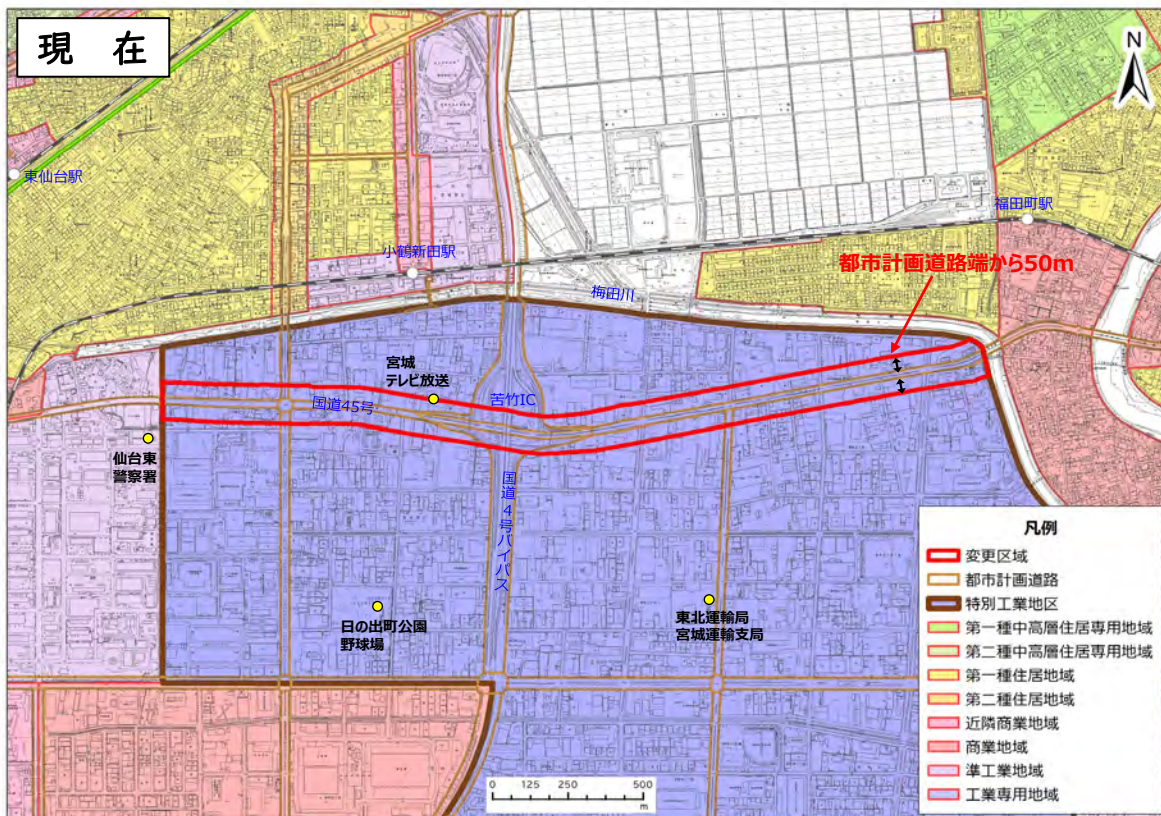 現 在
N
東仙台駅
福田町駅
小鶴新田駅
都市計画道路端から50m
梅田川
宮城
テレビ放送
苦竹IC
国道45号
仙台東
警察署
国道4号バイパス
日の出町公園
野球場
東北運輸局
宮城運輸支局
凡例
変更区域
都市計画道路
特別工業地区
第一種中高層住居専用地域
第二種中高層住居専用地域
第一種住居地域
第二種住居地域
近隣商業地域
商業地域
準工業地域
工業専用地域
0 125 250 500
m